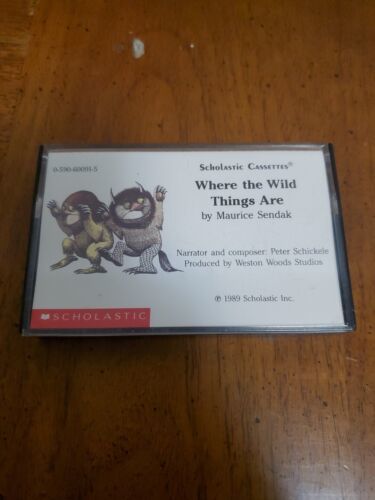 0-590-60091-5
Scholastic Cassettes®
Where the Wild
Things Are
by Maurice Sendak
Narrator and composer: Peter Schickele
Produced by Weston Woods Studios
℗ 1989 Scholastic Inc.
SCHOLASTIC